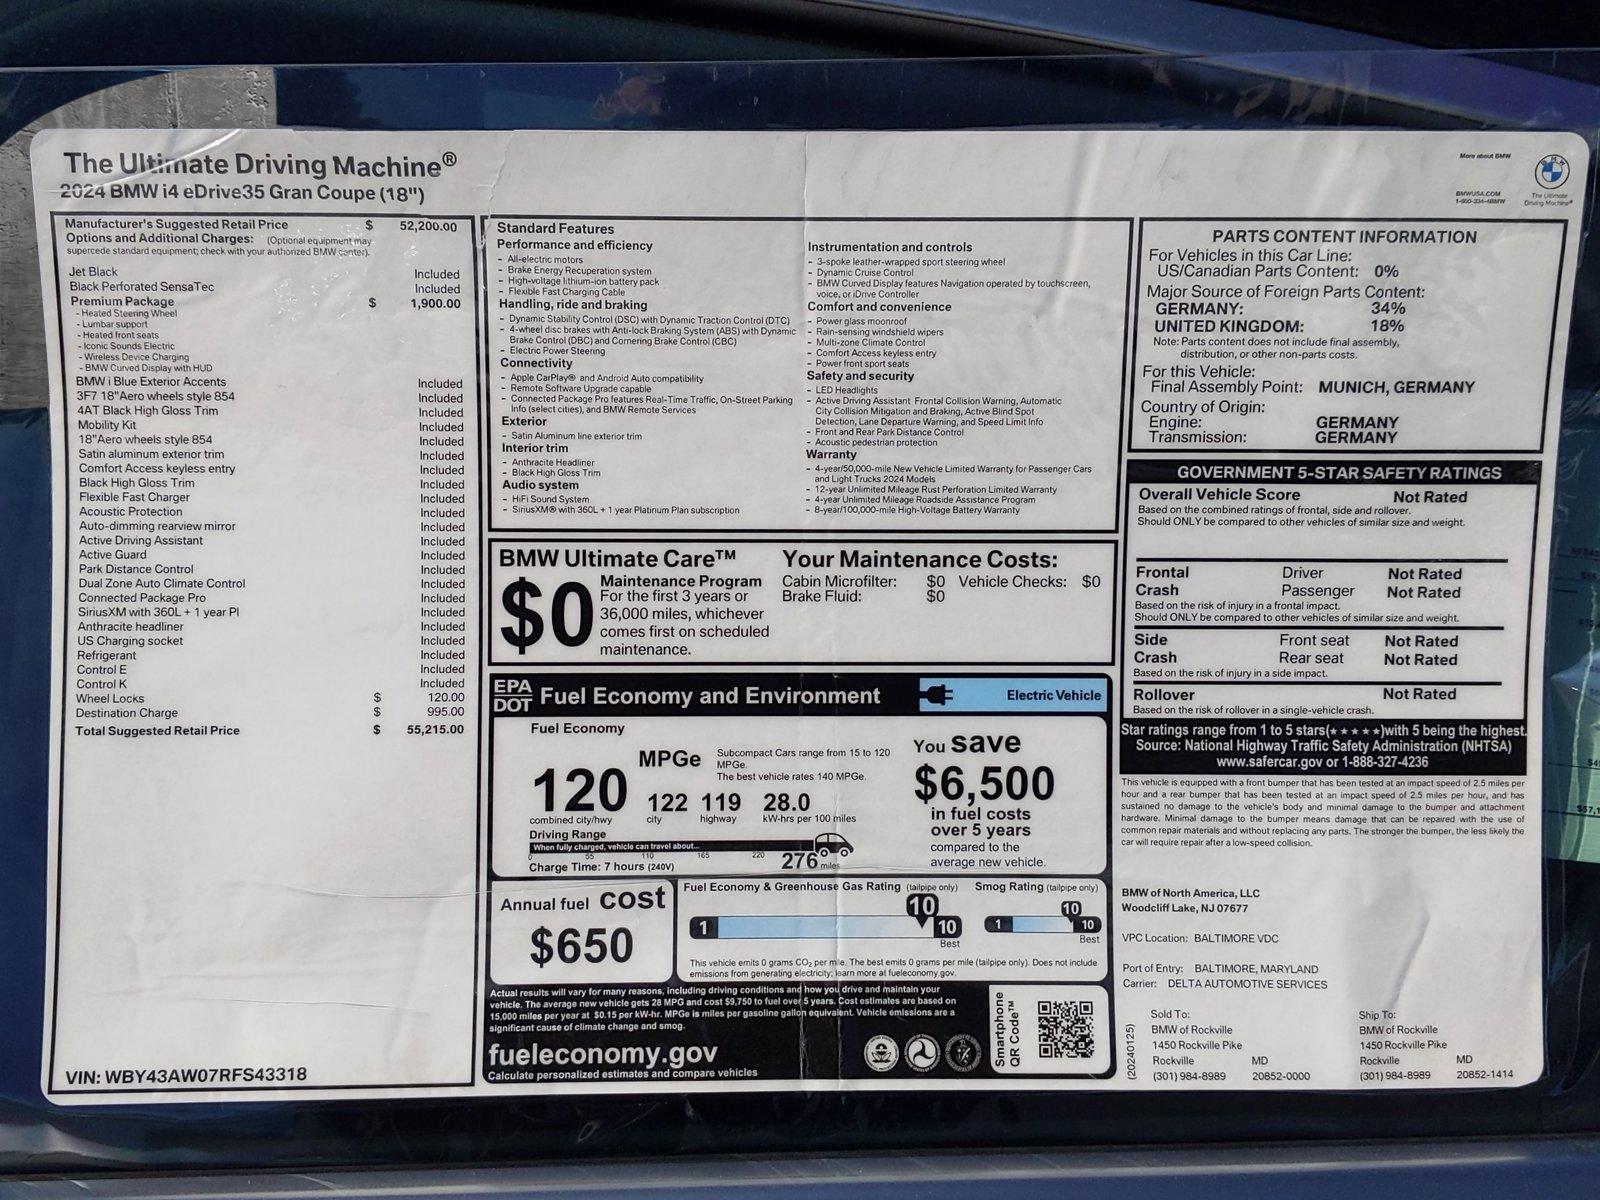 The Ultimate Driving Machine®
2024 BMW i4 eDrive35 Gran Coupe (18")
More about BMW
BMWUSA.COM
1-800-334-4BMW
BMW
The Ultimate
Driving Machine®
Manufacturer's Suggested Retail Price $ 52,200.00
Options and Additional Charges: (Optional equipment may
supercede standard equipment; check with your authorized BMW center).
Jet Black Included
Black Perforated SensaTec Included
Premium Package $ 1,900.00
- Heated Steering Wheel
- Lumbar support
- Heated front seats
- Iconic Sounds Electric
- Wireless Device Charging
- BMW Curved Display with HUD
BMW i Blue Exterior Accents Included
3F7 18"Aero wheels style 854 Included
4AT Black High Gloss Trim Included
Mobility Kit Included
18"Aero wheels style 854 Included
Satin aluminum exterior trim Included
Comfort Access keyless entry Included
Black High Gloss Trim Included
Flexible Fast Charger Included
Acoustic Protection Included
Auto-dimming rearview mirror Included
Active Driving Assistant Included
Active Guard Included
Park Distance Control Included
Dual Zone Auto Climate Control Included
Connected Package Pro Included
SiriusXM with 360L + 1 year Pl Included
Anthracite headliner Included
US Charging socket Included
Refrigerant Included
Control E Included
Control K Included
Wheel Locks $ 120.00
Destination Charge $ 995.00
Total Suggested Retail Price $ 55,215.00
VIN: WBY43AW07RFS43318
Standard Features
Performance and efficiency
- All-electric motors
- Brake Energy Recuperation system
- High-voltage lithium-ion battery pack
- Flexible Fast Charging Cable
Handling, ride and braking
- Dynamic Stability Control (DSC) with Dynamic Traction Control (DTC)
- 4-wheel disc brakes with Anti-lock Braking System (ABS) with Dynamic
Brake Control (DBC) and Cornering Brake Control (CBC)
- Electric Power Steering
Connectivity
- Apple CarPlay® and Android Auto compatibility
- Remote Software Upgrade capable
- Connected Package Pro features Real-Time Traffic, On-Street Parking
Info (select cities), and BMW Remote Services
Exterior
- Satin Aluminum line exterior trim
Interior trim
- Anthracite Headliner
- Black High Gloss Trim
Audio system
- HiFi Sound System
- SiriusXM® with 360L + 1 year Platinum Plan subscription
Instrumentation and controls
- 3-spoke leather-wrapped sport steering wheel
- Dynamic Cruise Control
- BMW Curved Display features Navigation operated by touchscreen,
voice, or iDrive Controller
Comfort and convenience
- Power glass moonroof
- Rain-sensing windshield wipers
- Multi-zone Climate Control
- Comfort Access keyless entry
- Power front sport seats
Safety and security
- LED Headlights
- Active Driving Assistant Frontal Collision Warning, Automatic
City Collision Mitigation and Braking, Active Blind Spot
Detection, Lane Departure Warning, and Speed Limit Info
- Front and Rear Park Distance Control
- Acoustic pedestrian protection
Warranty
- 4-year/50,000-mile New Vehicle Limited Warranty for Passenger Cars
and Light Trucks 2024 Models
- 12-year Unlimited Mileage Rust Perforation Limited Warranty
- 4-year Unlimited Mileage Roadside Assistance Program
- 8-year/100,000-mile High-Voltage Battery Warranty
BMW Ultimate Care™
$0
Maintenance Program
For the first 3 years or
36,000 miles, whichever
comes first on scheduled
maintenance.
Your Maintenance Costs:
Cabin Microfilter: $0 Vehicle Checks: $0
Brake Fluid: $0
EPA
DOT
Fuel Economy and Environment
Electric Vehicle
Fuel Economy
120
MPGe
Subcompact Cars range from 15 to 120
MPGe.
The best vehicle rates 140 MPGe.
122 119 28.0
combined city/hwy city highway kW-hrs per 100 miles
Driving Range
When fully charged, vehicle can travel about...
0 55 110 165 220 276 miles
Charge Time: 7 hours (240V)
You save
$6,500
in fuel costs
over 5 years
compared to the
average new vehicle.
Annual fuel cost
$650
Fuel Economy & Greenhouse Gas Rating (tailpipe only)
10
1 10
Best
Smog Rating (tailpipe only)
10
1 10
Best
This vehicle emits 0 grams CO2 per mile. The best emits 0 grams per mile (tailpipe only). Does not include
emissions from generating electricity; learn more at fueleconomy.gov.
Actual results will vary for many reasons, including driving conditions and how you drive and maintain your
vehicle. The average new vehicle gets 28 MPG and cost $9,750 to fuel over 5 years. Cost estimates are based on
15,000 miles per year at $0.15 per kW-hr. MPGe is miles per gasoline gallon equivalent. Vehicle emissions are a
significant cause of climate change and smog.
fueleconomy.gov
Calculate personalized estimates and compare vehicles
Smartphone
QR Code™
PARTS CONTENT INFORMATION
For Vehicles in this Car Line:
US/Canadian Parts Content: 0%
Major Source of Foreign Parts Content:
GERMANY: 34%
UNITED KINGDOM: 18%
Note: Parts content does not include final assembly,
distribution, or other non-parts costs.
For this Vehicle:
Final Assembly Point: MUNICH, GERMANY
Country of Origin:
Engine: GERMANY
Transmission: GERMANY
GOVERNMENT 5-STAR SAFETY RATINGS
Overall Vehicle Score Not Rated
Based on the combined ratings of frontal, side and rollover.
Should ONLY be compared to other vehicles of similar size and weight.
Frontal Driver Not Rated
Crash Passenger Not Rated
Based on the risk of injury in a frontal impact.
Should ONLY be compared to other vehicles of similar size and weight.
Side Front seat Not Rated
Crash Rear seat Not Rated
Based on the risk of injury in a side impact.
Rollover Not Rated
Based on the risk of rollover in a single-vehicle crash.
Star ratings range from 1 to 5 stars(★★★★★)with 5 being the highest.
Source: National Highway Traffic Safety Administration (NHTSA)
www.safercar.gov or 1-888-327-4236
This vehicle is equipped with a front bumper that has been tested at an impact speed of 2.5 miles per
hour and a rear bumper that has been tested at an impact speed of 2.5 miles per hour, and has
sustained no damage to the vehicle's body and minimal damage to the bumper and attachment
hardware. Minimal damage to the bumper means damage that can be repaired with the use of
common repair materials and without replacing any parts. The stronger the bumper, the less likely the
car will require repair after a low-speed collision.
BMW of North America, LLC
Woodcliff Lake, NJ 07677
VPC Location: BALTIMORE VDC
Port of Entry: BALTIMORE, MARYLAND
Carrier: DELTA AUTOMOTIVE SERVICES
(20240125)
Sold To:
BMW of Rockville
1450 Rockville Pike
Rockville MD
(301) 984-8989 20852-0000
Ship To:
BMW of Rockville
1450 Rockville Pike
Rockville MD
(301) 984-8989 20852-1414